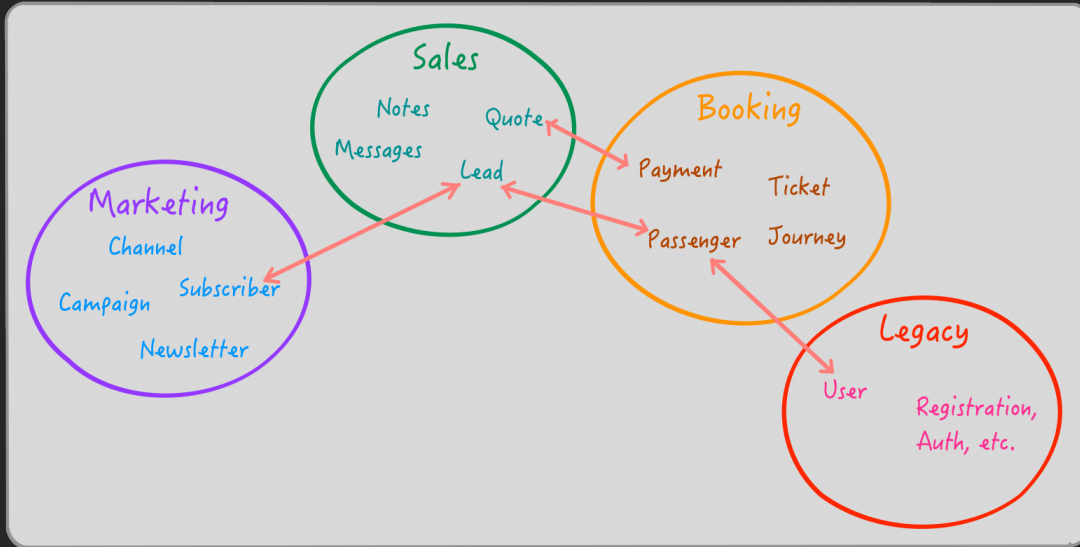 Sales
Notes
Quote
Messages
Lead
Booking
Payment
Ticket
Passenger
Journey
Marketing
Channel
Subscriber
Campaign
Newsletter
Legacy
User
Registration,
Auth, etc.